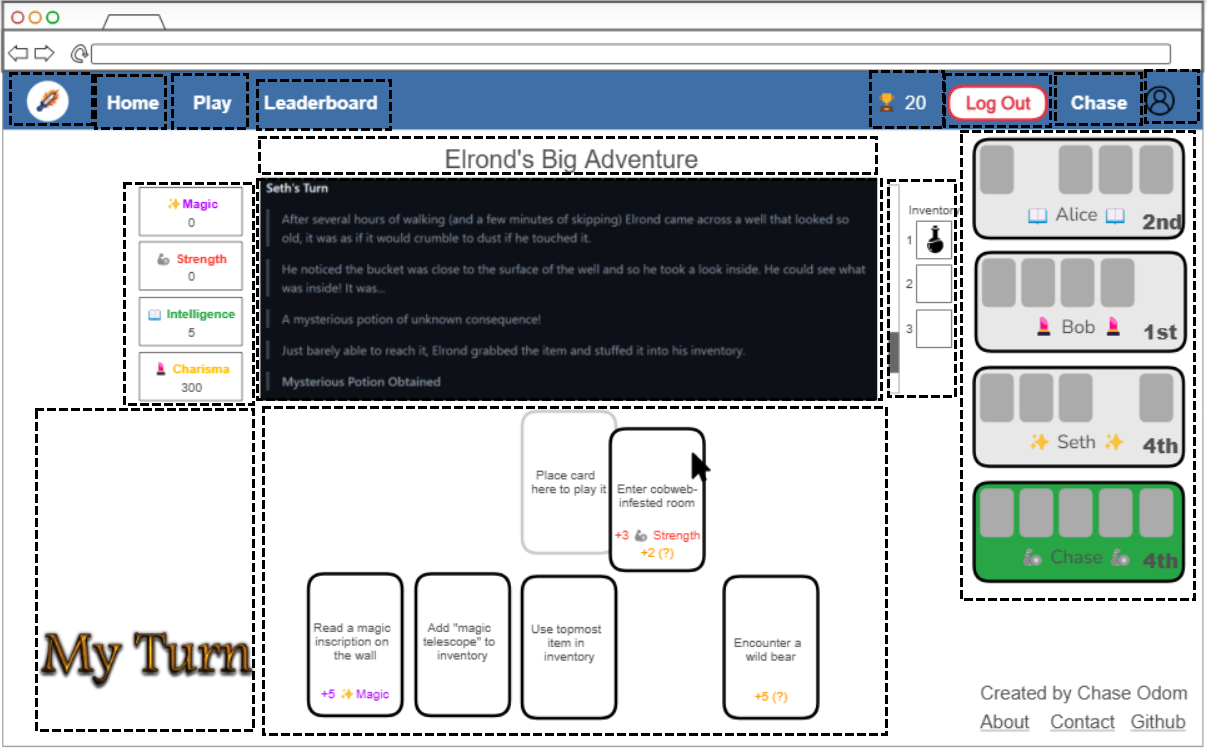 Home
Play
Leaderboard
20
Log Out
Chase
Elrond's Big Adventure
Magic
0
Strength
0
Intelligence
5
Charisma
300
Seth's Turn
After several hours of walking (and a few minutes of skipping) Elrond came across a well that looked so
old, it was as if it would crumble to dust if he touched it.
He noticed the bucket was close to the surface of the well and so he took a look inside. He could see what
was inside! It was...
A mysterious potion of unknown consequence!
Just barely able to reach it, Elrond grabbed the item and stuffed it into his inventory.
Mysterious Potion Obtained
Inventory
1
2
3
Alice
2nd
Bob
1st
Seth
4th
Chase
4th
My Turn
Place card
here to play it
Enter cobweb-
infested room
+3 Strength
+2 (?)
Read a magic
inscription on
the wall
+5 Magic
Add "magic
telescope" to
inventory
Use topmost
item in
inventory
Encounter a
wild bear
+5 (?)
Created by Chase Odom
About Contact Github